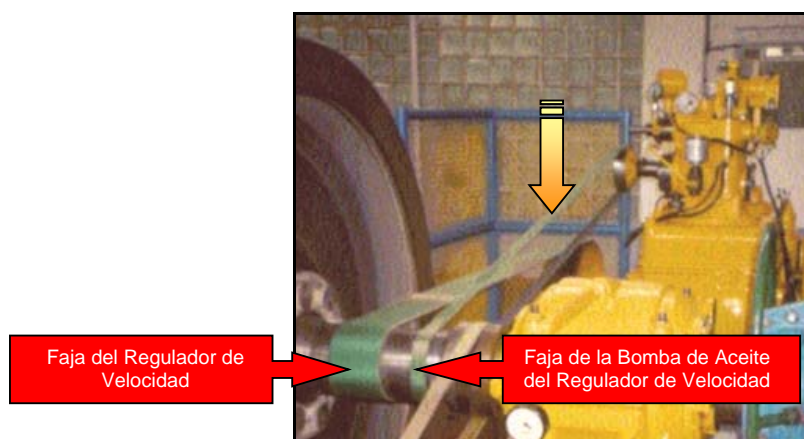 Faja del Regulador de
Velocidad
Faja de la Bomba de Aceite
del Regulador de Velocidad